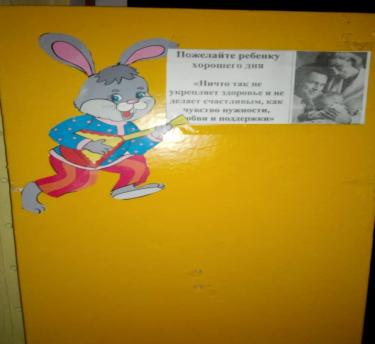 Пожелайте ребенку
хорошего дня
«Ничто так не
укрепляет здоровье и не
делает счастливым, как
чувство нужности,
любви и поддержки»